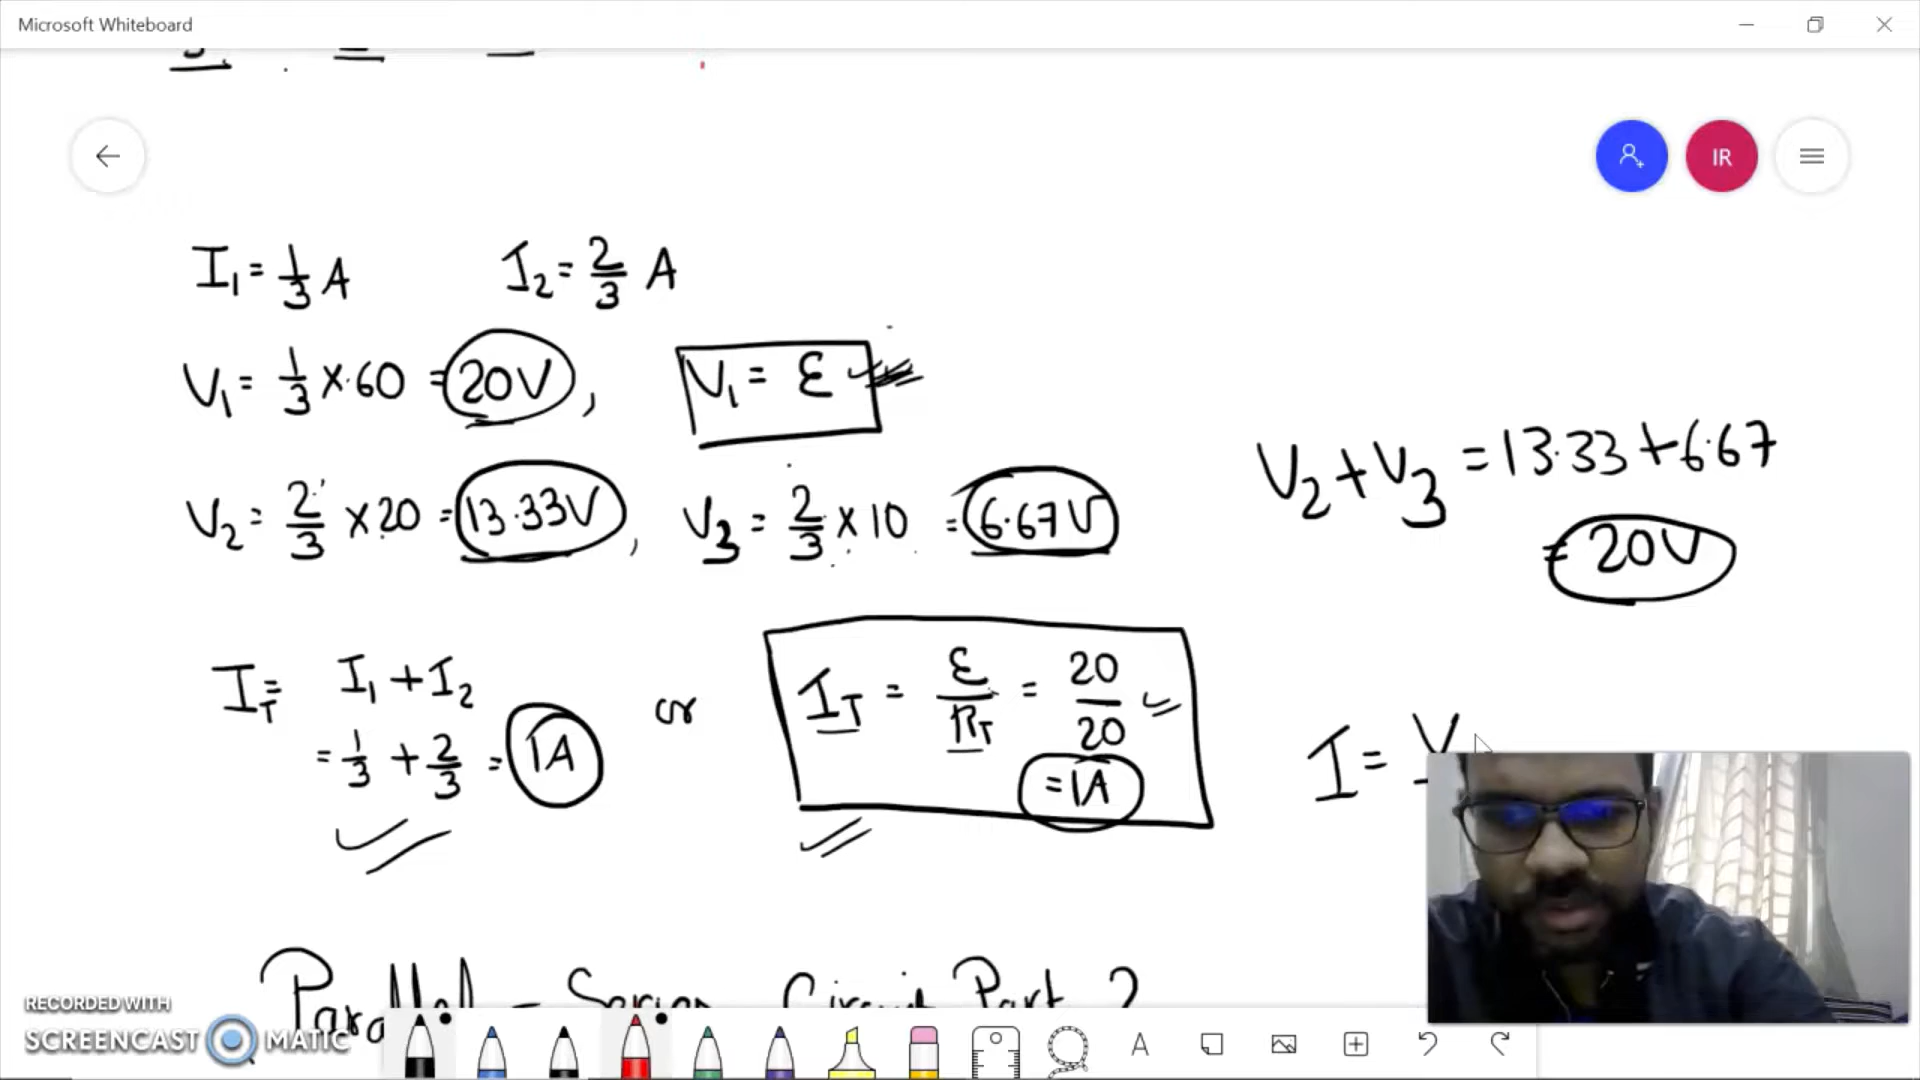 Microsoft Whiteboard
IR
I₁ = 1/3 A    I₂ = 2/3 A
V₁ = 1/3 × 60 = 20V,    V₁ = ε
V₂ = 2/3 × 20 = 13.33V,    V₃ = 2/3 × 10 = 6.67V
V₂ + V₃ = 13.33 + 6.67
= 20V
I_T = I₁ + I₂
= 1/3 + 2/3 = 1A
or
I_T = ε/R_T = 20/20
= 1A
I = V
Parallel - Series Circuit Part 2
RECORDED WITH
SCREENCAST MATIC
A